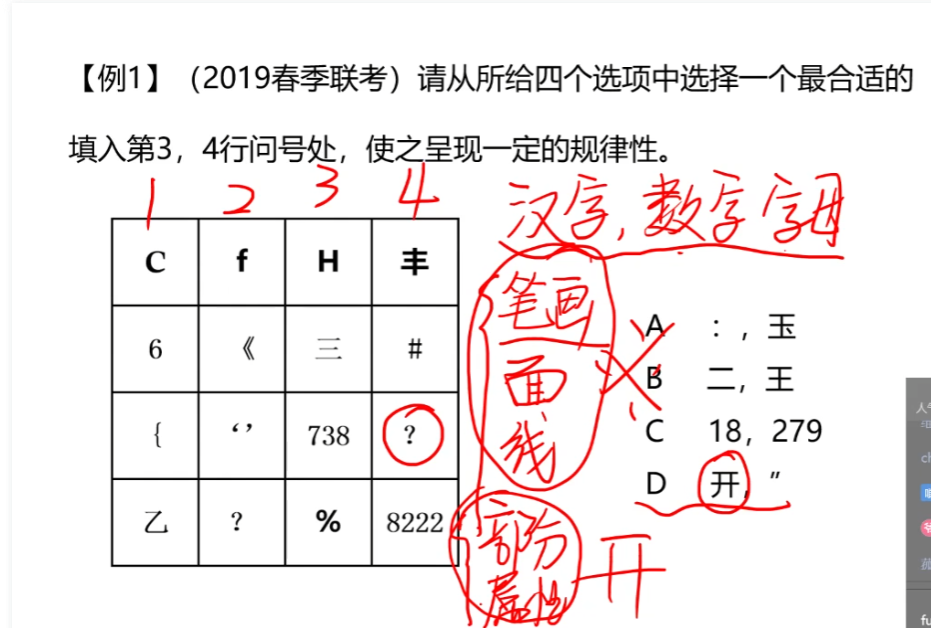 【例1】（2019春季联考）请从所给四个选项中选择一个最合适的
填入第3，4行问号处，使之呈现一定的规律性。
1 2 3 4
汉字,数字字母
C f H 丰
笔画
A ：，玉
6 《 三 #
面
B 二，王
{ ‘’ 738 ?
线
C 18，279
D 开，″
乙 ? % 8222
部分
属性
开
人气